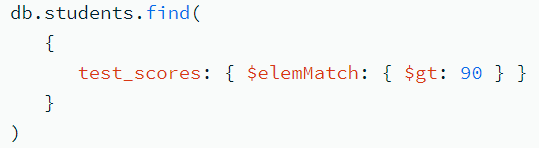 db.students.find(
{
test_scores: { $elemMatch: { $gt: 90 } }
}
)